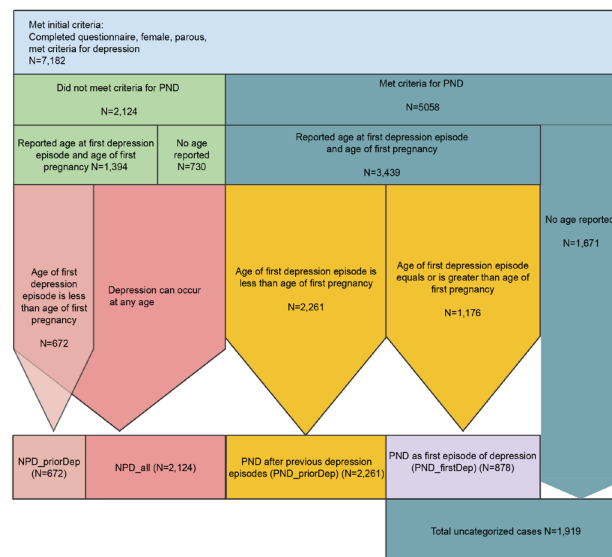 Met initial criteria:
Completed questionnaire, female, parous,
met criteria for depression
N=7,182
Did not meet criteria for PND
N=2,124
Met criteria for PND
N=5058
Reported age at first depression
episode and age of first
pregnancy N=1,394
No age
reported
N=730
Reported age at first depression episode
and age of first pregnancy
N=3,439
No age reported
N=1,671
Age of first
depression
episode is less
than age of first
pregnancy
N=672
Depression can occur
at any age
Age of first depression episode is
less than age of first pregnancy
N=2,261
Age of first depression episode
equals or is greater than age of
first pregnancy
N=1,176
NPD_priorDep
(N=672)
NPD_all (N=2,124)
PND after previous depression
episodes (PND_priorDep) (N=2,261)
PND as first episode of depression
(PND_firstDep) (N=878)
Total uncategorized cases N=1,919